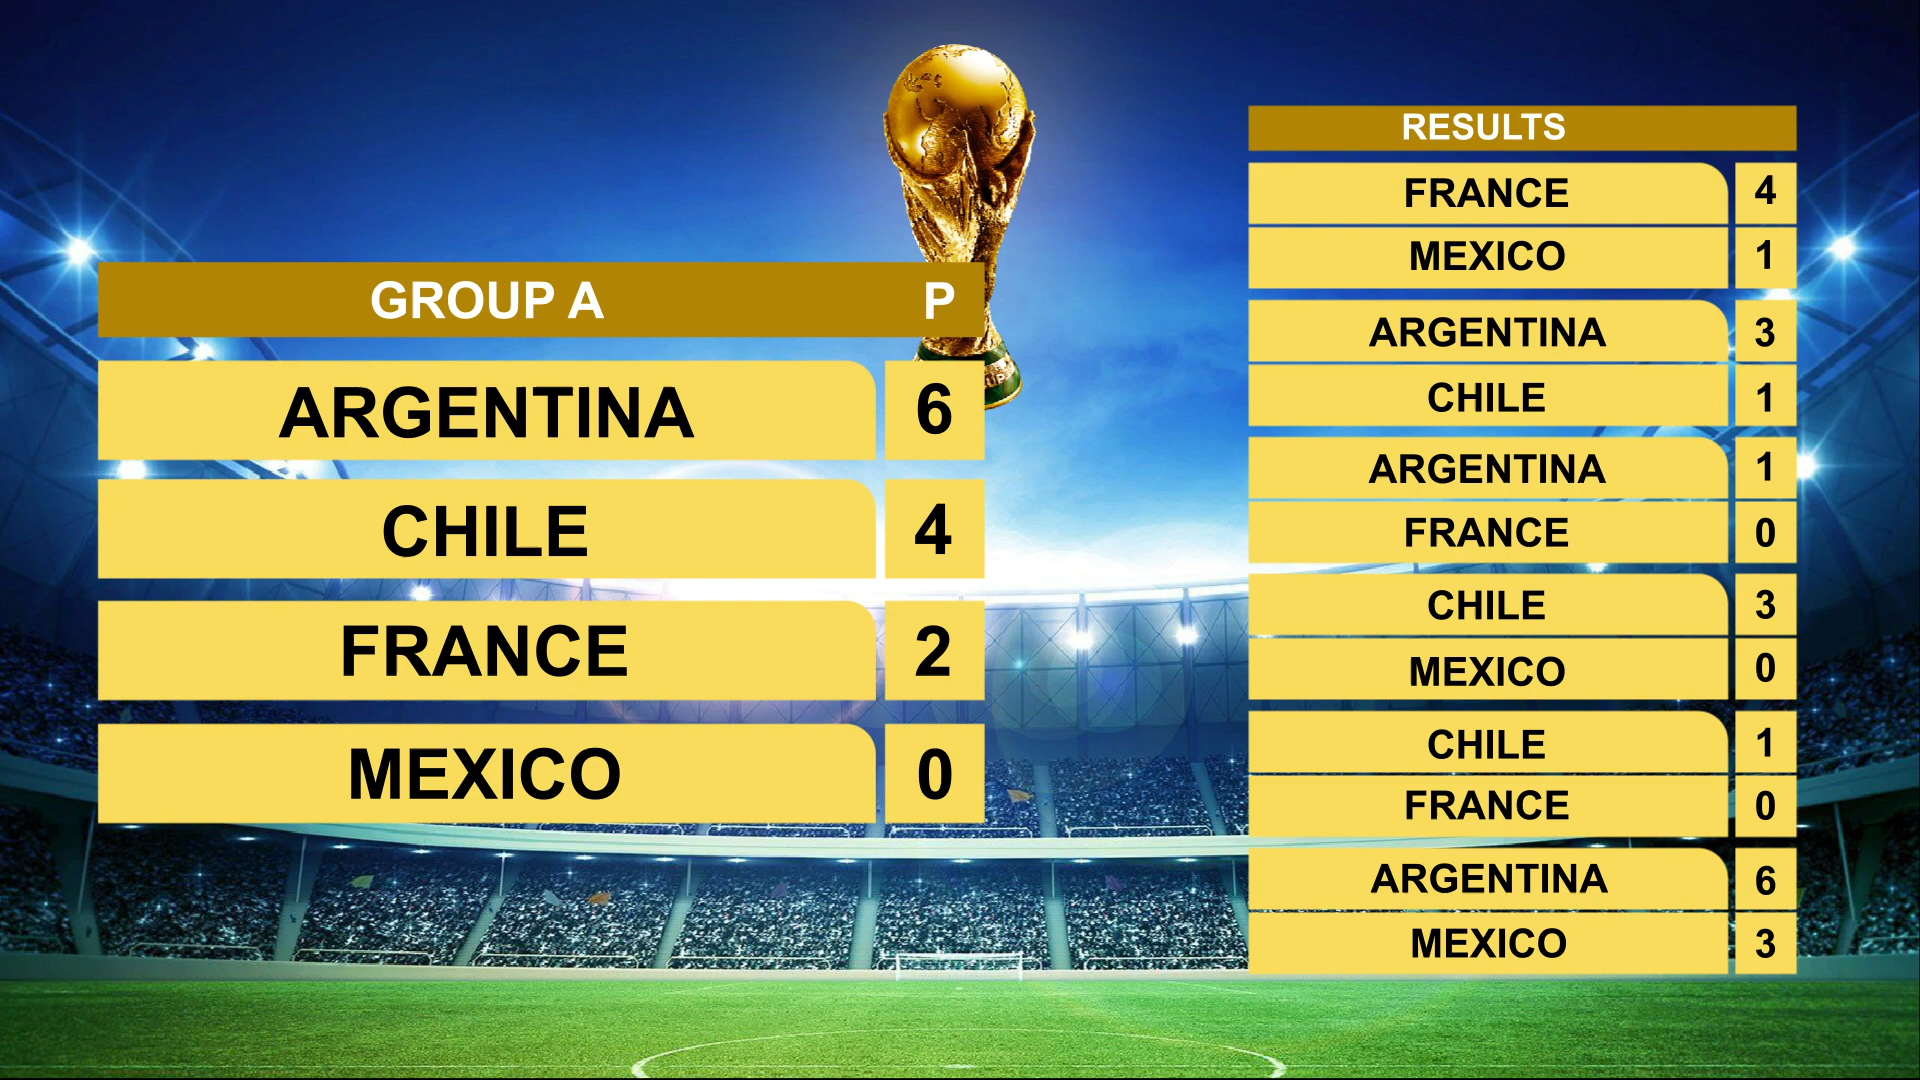 GROUP A P
ARGENTINA 6
CHILE 4
FRANCE 2
MEXICO 0
RESULTS
FRANCE 4
MEXICO 1
ARGENTINA 3
CHILE 1
ARGENTINA 1
FRANCE 0
CHILE 3
MEXICO 0
CHILE 1
FRANCE 0
ARGENTINA 6
MEXICO 3